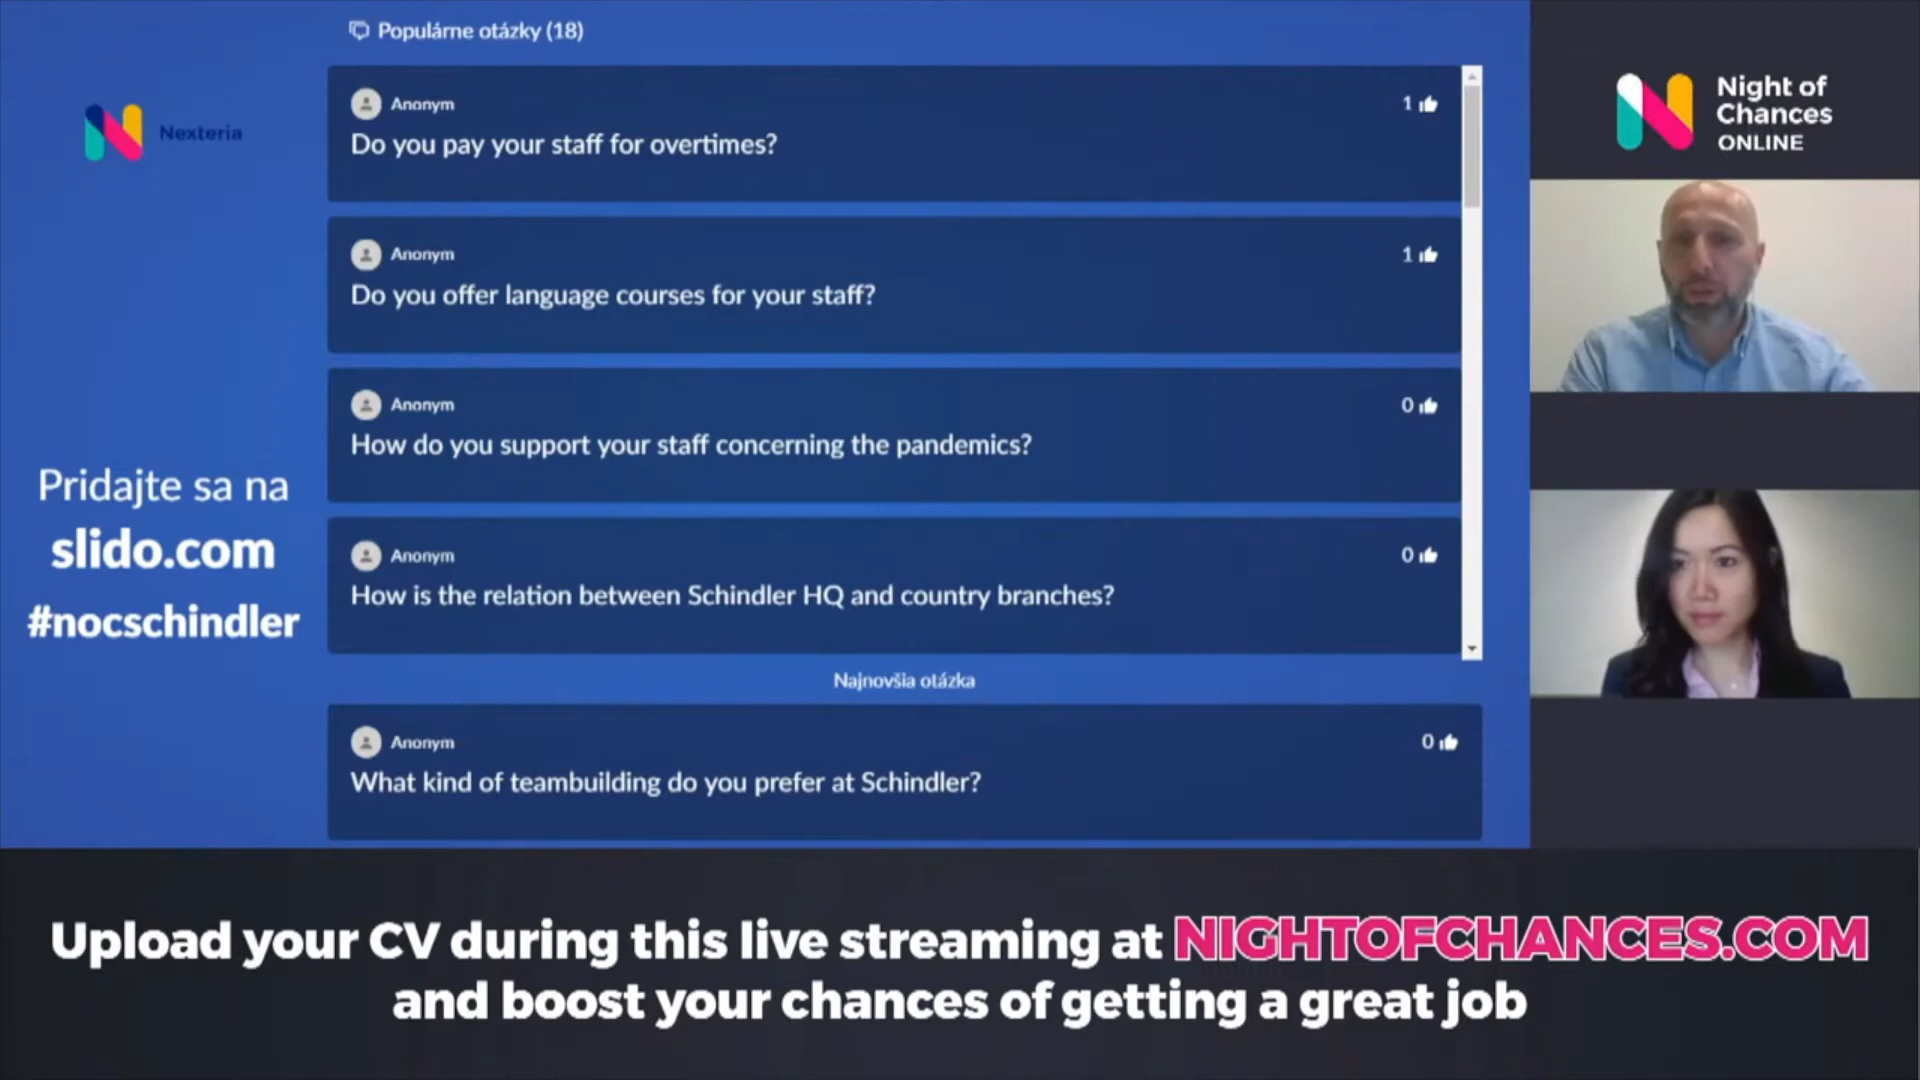 Populárne otázky (18)
Nexteria
Anonym
1
Do you pay your staff for overtimes?
Anonym
1
Do you offer language courses for your staff?
Anonym
0
How do you support your staff concerning the pandemics?
Anonym
0
How is the relation between Schindler HQ and country branches?
Najnovšia otázka
Anonym
0
What kind of teambuilding do you prefer at Schindler?
Pridajte sa na
slido.com
#nocschindler
Night of
Chances
ONLINE
Upload your CV during this live streaming at NIGHTOFCHANCES.COM
and boost your chances of getting a great job